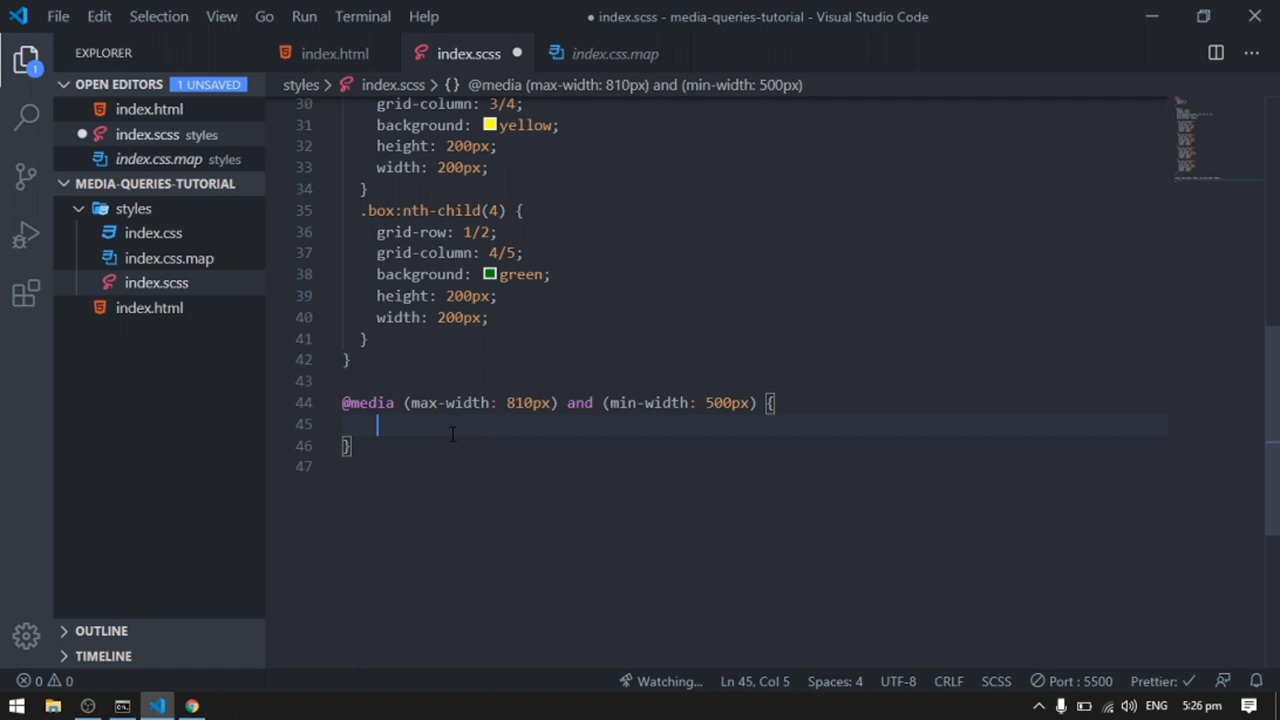 File Edit Selection View Go Run Terminal Help
● index.scss - media-queries-tutorial - Visual Studio Code
EXPLORER
OPEN EDITORS 1 UNSAVED
index.html
index.scss styles
index.css.map styles
MEDIA-QUERIES-TUTORIAL
styles
index.css
index.css.map
index.scss
index.html
OUTLINE
TIMELINE
1
index.html index.scss ● index.css.map ...
styles > index.scss > {} @media (max-width: 810px) and (min-width: 500px)
30 grid-column: 3/4;
31 background: yellow;
32 height: 200px;
33 width: 200px;
34 }
35 .box:nth-child(4) {
36 grid-row: 1/2;
37 grid-column: 4/5;
38 background: green;
39 height: 200px;
40 width: 200px;
41 }
42 }
43
44 @media (max-width: 810px) and (min-width: 500px) {
45
46 }
47
0 0 Watching... Ln 45, Col 5 Spaces: 4 UTF-8 CRLF SCSS Port : 5500 Prettier: ✓
ENG 5:26 pm